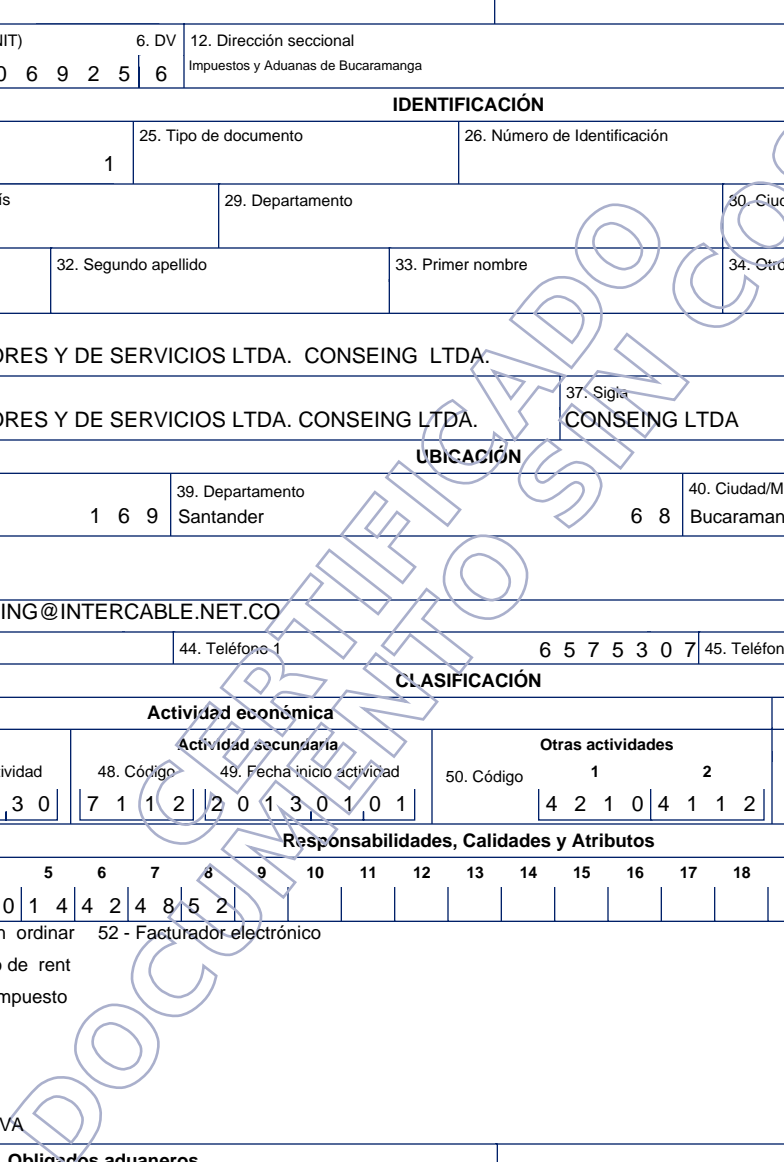 NIT) 6. DV 12. Dirección seccional
0 6 9 2 5 6 Impuestos y Aduanas de Bucaramanga
IDENTIFICACIÓN
25. Tipo de documento 26. Número de Identificación
1
ís 29. Departamento 30. Ciud
32. Segundo apellido 33. Primer nombre 34. Otro
ORES Y DE SERVICIOS LTDA. CONSEING LTDA.
37. Sigla
ORES Y DE SERVICIOS LTDA. CONSEING LTDA. CONSEING LTDA
UBICACIÓN
39. Departamento 40. Ciudad/M
1 6 9 Santander 6 8 Bucaraman
ING@INTERCABLE.NET.CO
44. Teléfono 1 6 5 7 5 3 0 7 45. Teléfon
CLASIFICACIÓN
Actividad económica
Actividad secundaria Otras actividades
tividad 48. Código 49. Fecha inicio actividad 50. Código 1 2
3 0 7 1 1 2 2 0 1 3 0 1 0 1 4 2 1 0 4 1 1 2
Responsabilidades, Calidades y Atributos
5 6 7 8 9 10 11 12 13 14 15 16 17 18
0 1 4 4 2 4 8 5 2
n ordinar 52 - Facturador electrónico
o de rent
mpuesto
VA
Obligados aduaneros
CERTIFICADO
DOCUMENTO SIN COS